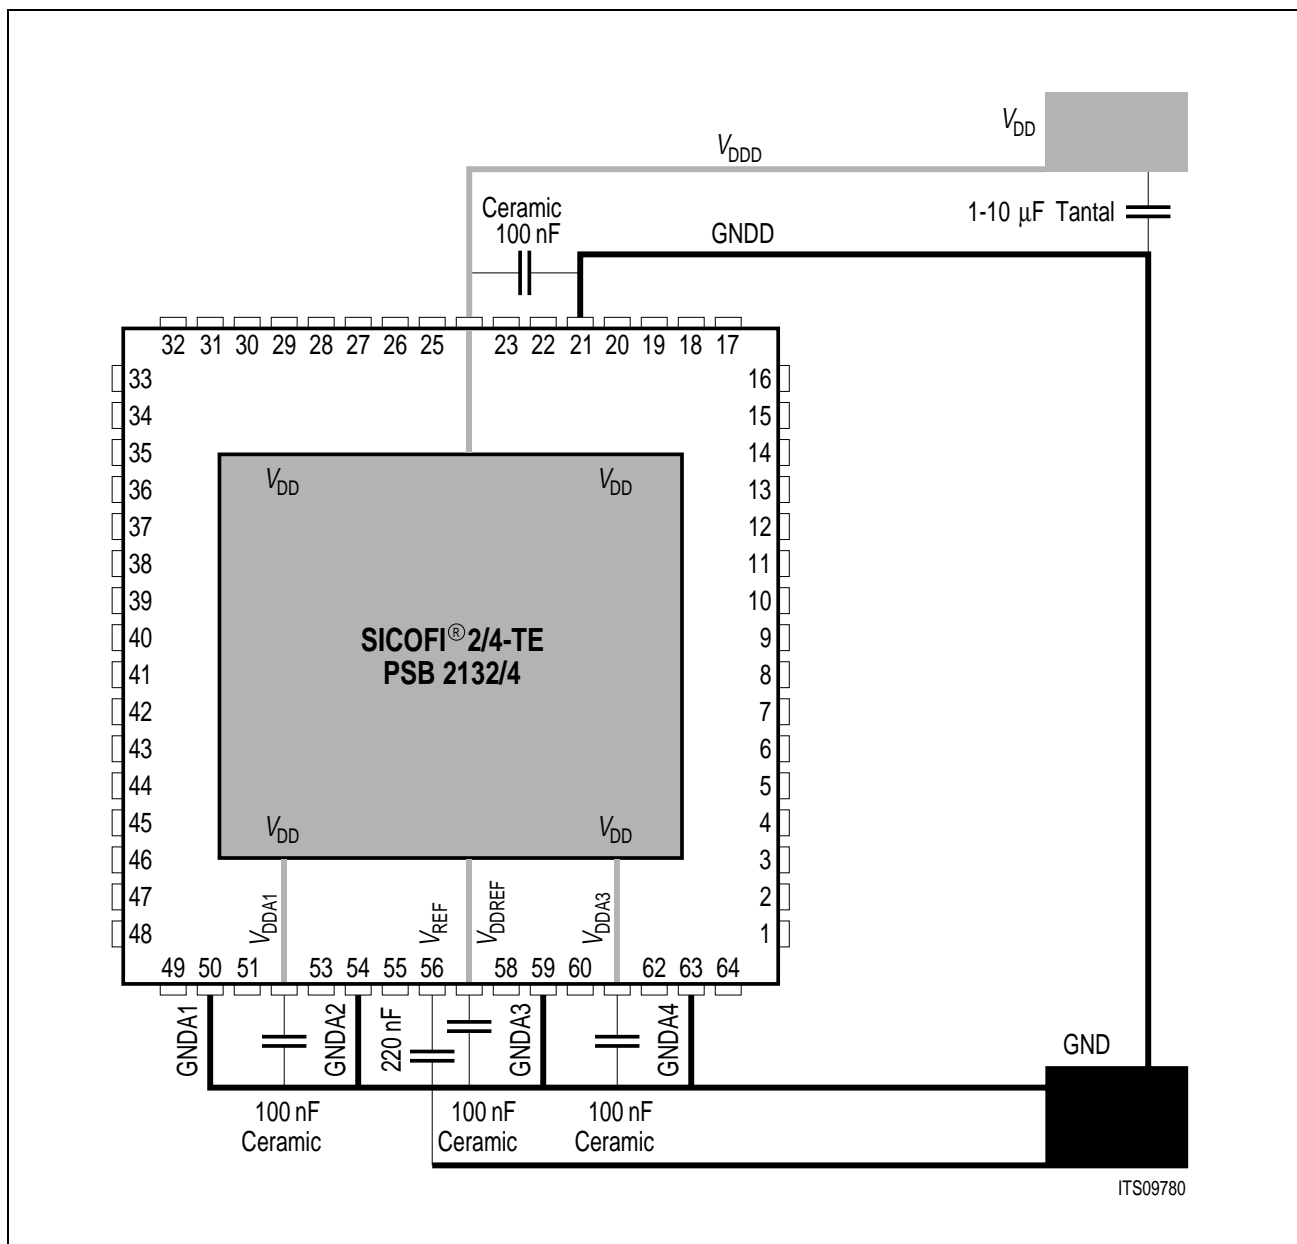 VDD
VDDD
1-10 µF Tantal
Ceramic
100 nF
GNDD
32 31 30 29 28 27 26 25 23 22 21 20 19 18 17
33 16
34 15
35 14
VDD VDD
36 13
37 12
38 11
39 10
40 9
SICOFI® 2/4-TE
PSB 2132/4
41 8
42 7
43 6
44 5
45 4
VDD VDD
46 3
47 2
48 1
VDDA1 VREF VDDREF VDDA3
49 50 51 53 54 55 56 58 59 60 62 63 64
GNDA1 GNDA2 220 nF GNDA3 GNDA4
GND
100 nF 100 nF 100 nF
Ceramic Ceramic Ceramic
ITS09780